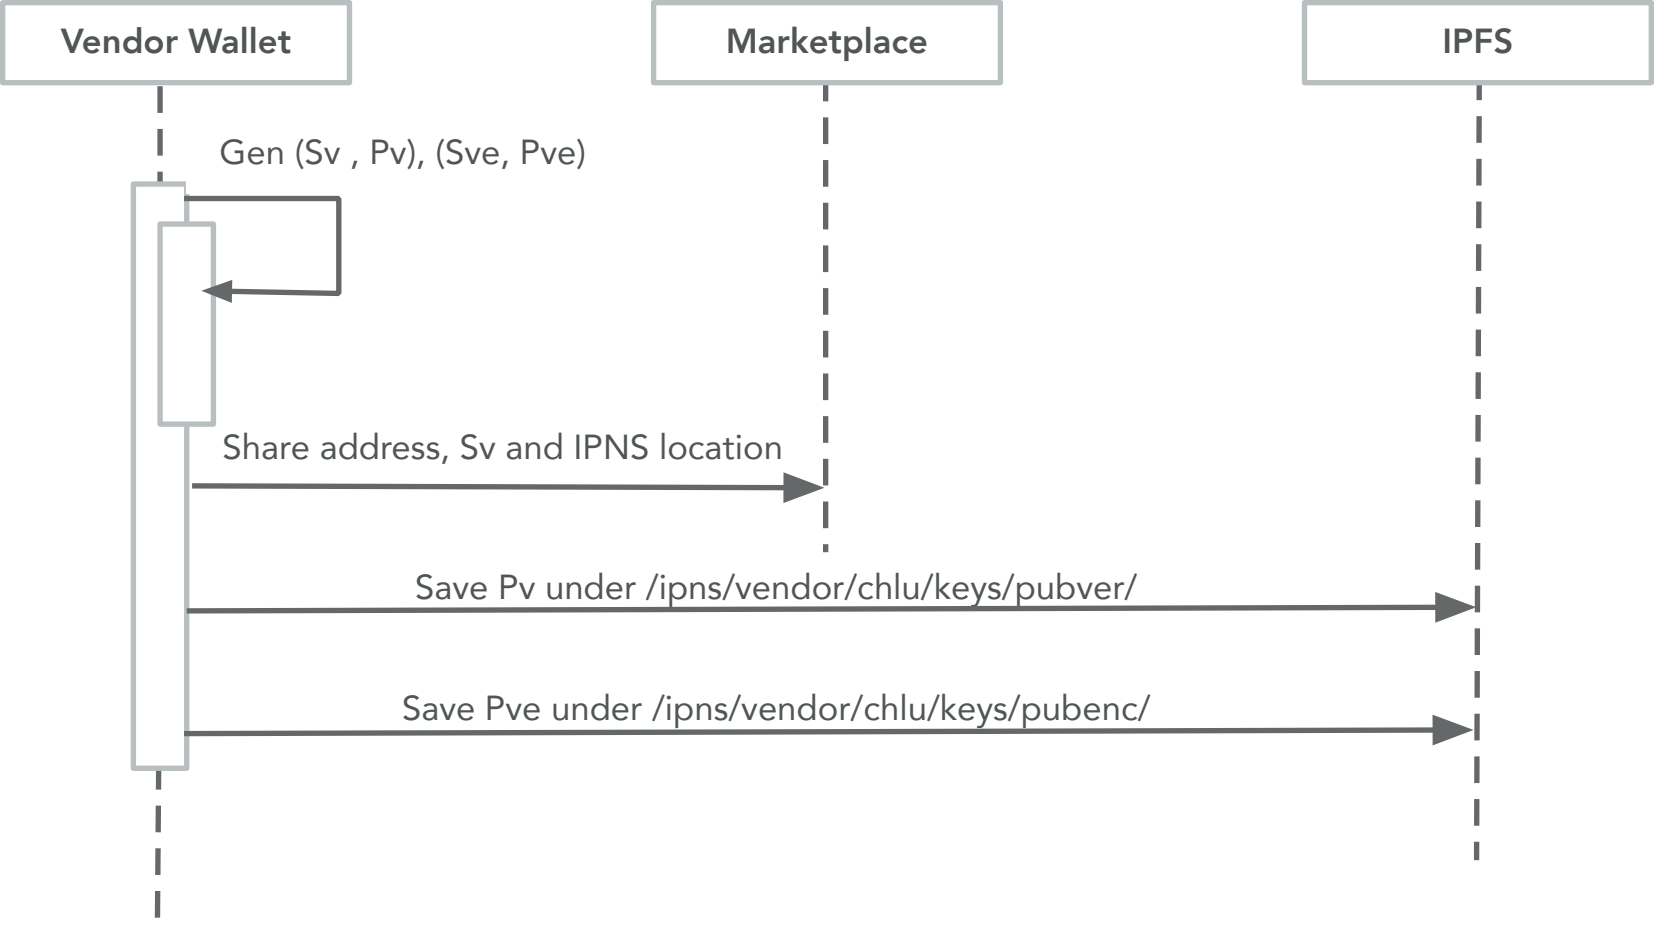 Vendor Wallet
Marketplace
IPFS
Gen (Sv , Pv), (Sve, Pve)
Share address, Sv and IPNS location
Save Pv under /ipns/vendor/chlu/keys/pubver/
Save Pve under /ipns/vendor/chlu/keys/pubenc/